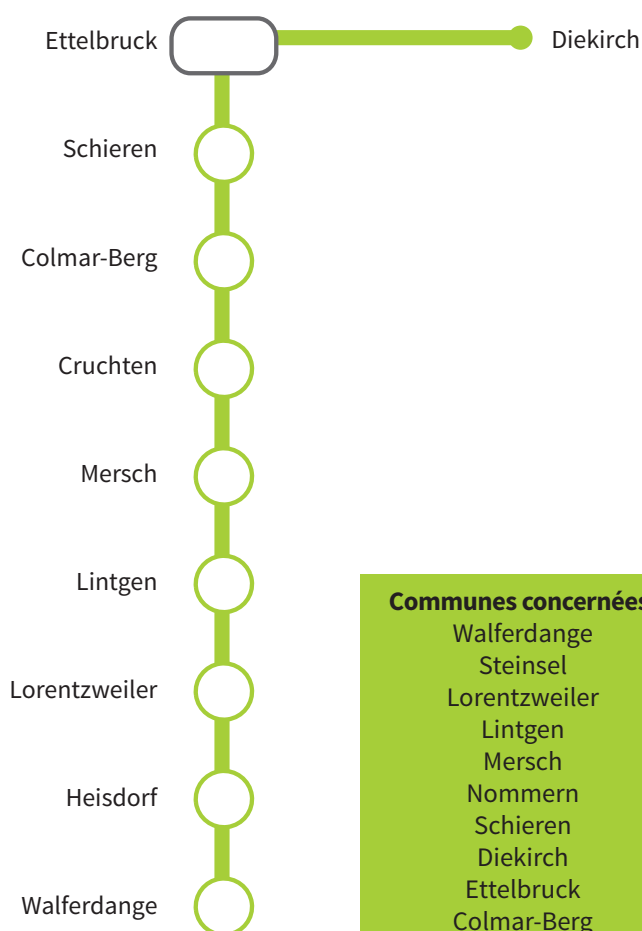 Ettelbruck
Diekirch
Schieren
Colmar-Berg
Cruchten
Mersch
Lintgen
Lorentzweiler
Heisdorf
Walferdange
Communes concernées
Walferdange
Steinsel
Lorentzweiler
Lintgen
Mersch
Nommern
Schieren
Diekirch
Ettelbruck
Colmar-Berg